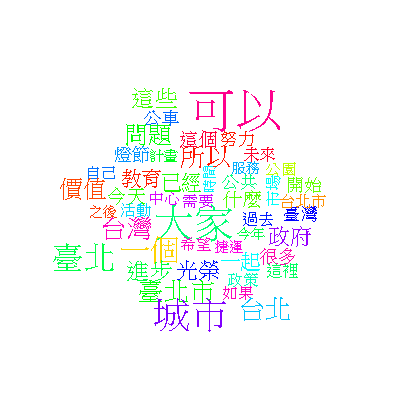 這些
可以
公車
問題
這個
努力
所以
未來
燈節
計畫
服務
公園
自己
教育
已經
公共
開始
價值
今天
中心
需要
什麼
台北市
之後
活動
大家
過去
臺灣
台灣
今年
政府
希望
捷運
臺北
一個
一起
很多
進步
光榮
這裡
政策
臺北市
如果
城市
台北